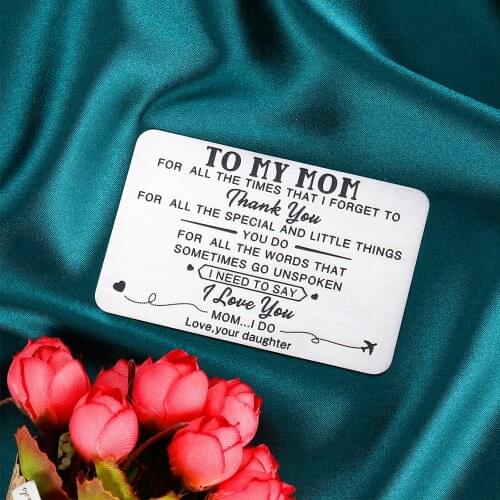 TO MY MOM
FOR ALL THE TIMES THAT I FORGET TO
Thank You
FOR ALL THE SPECIAL AND LITTLE THINGS
YOU DO
FOR ALL THE WORDS THAT
SOMETIMES GO UNSPOKEN
I NEED TO SAY
I Love You
MOM...I DO
Love,your daughter